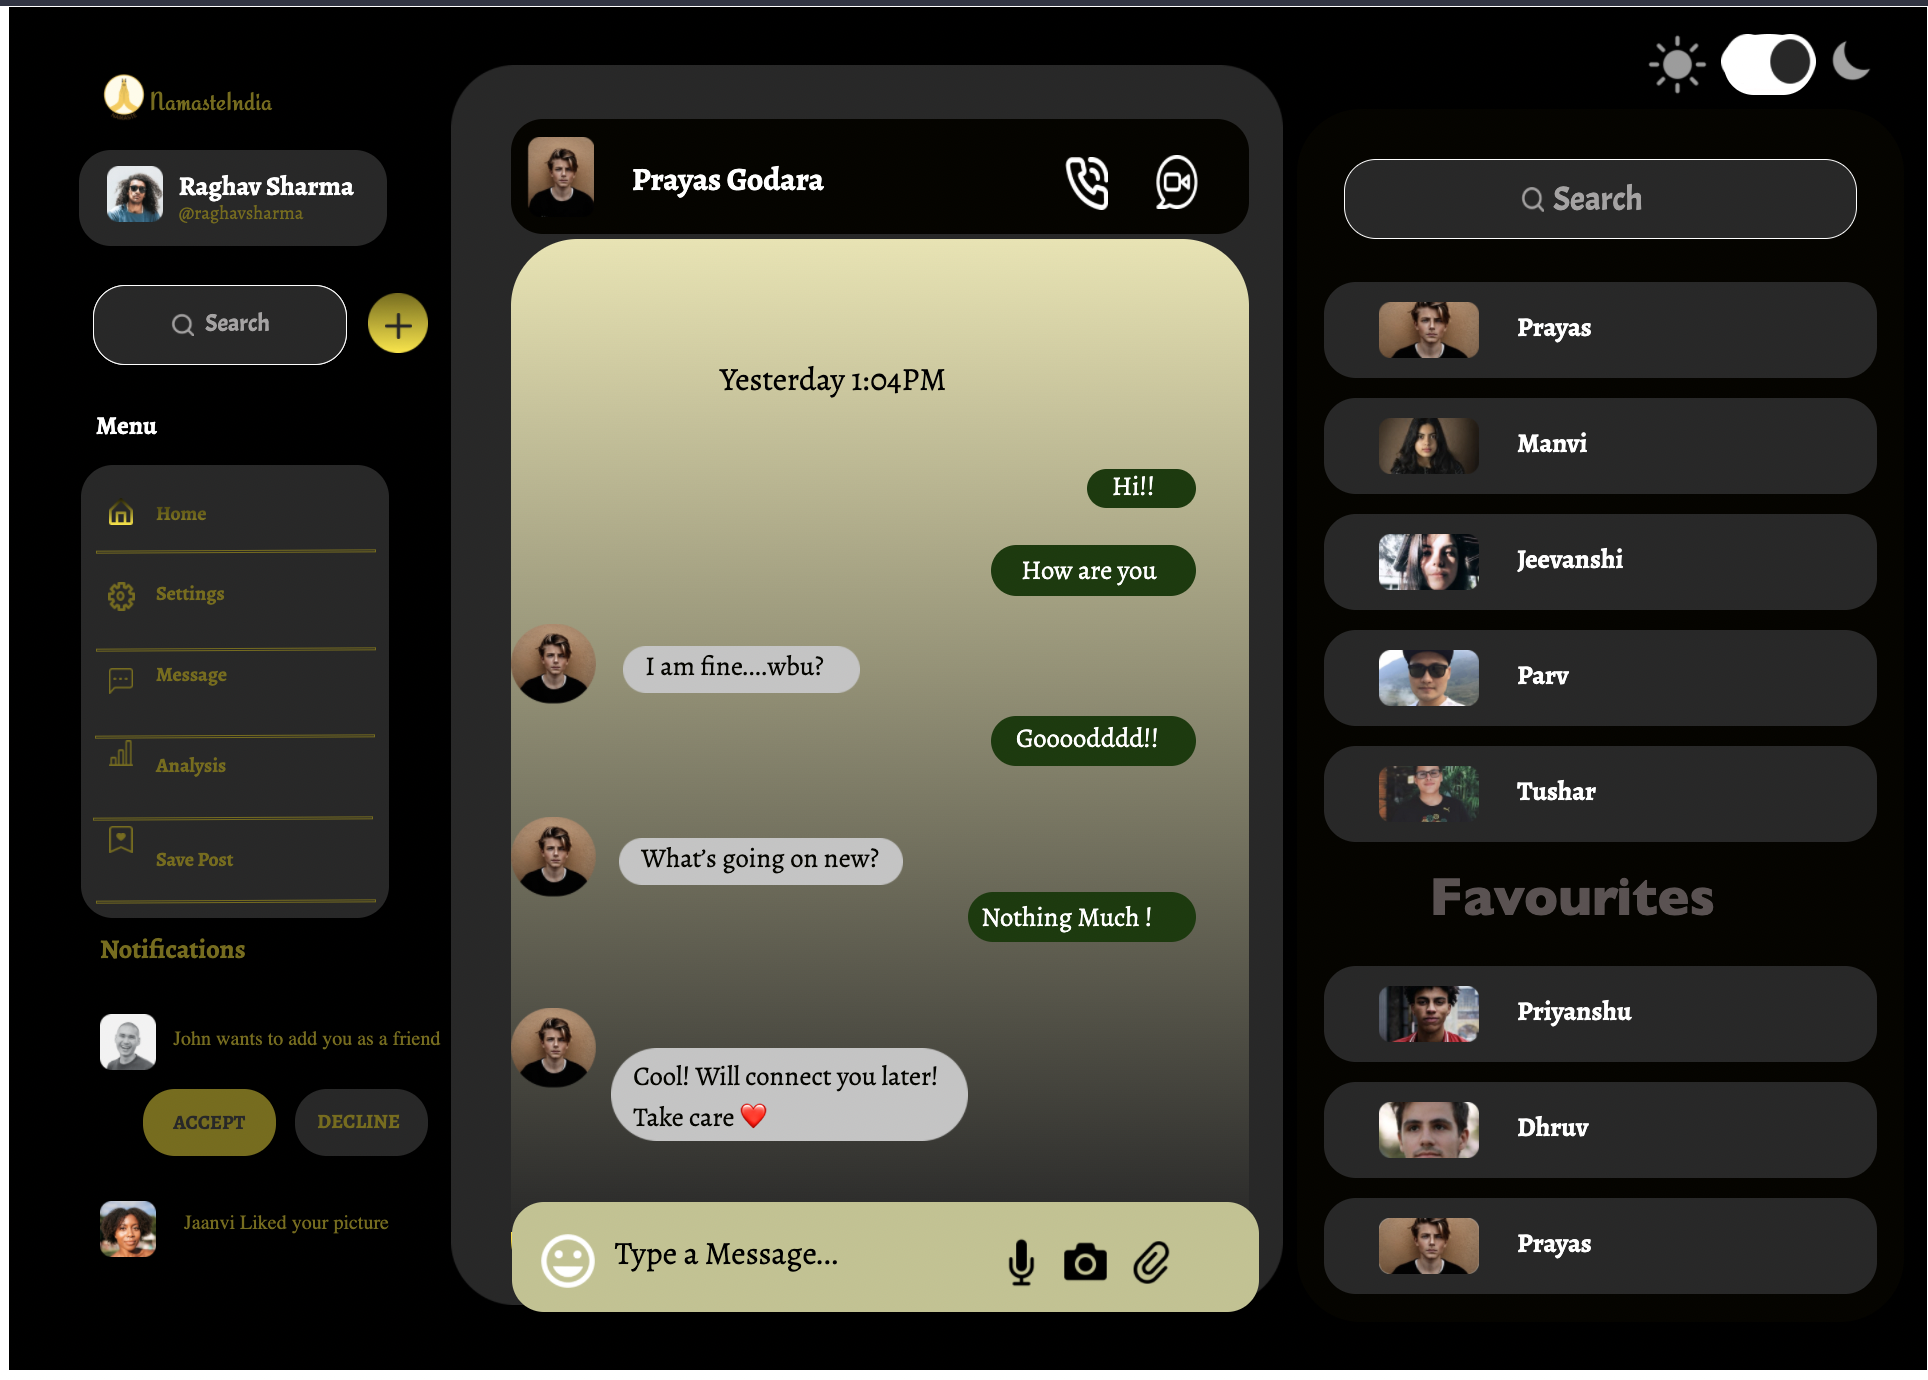 NamasteIndia
Raghav Sharma
@raghavsharma
Search
Menu
Home
Settings
Message
Analysis
Save Post
Notifications
John wants to add you as a friend
ACCEPT
DECLINE
Jaanvi Liked your picture
Prayas Godara
Yesterday 1:04PM
Hi!!
How are you
I am fine....wbu?
Goooodddd!!
What's going on new?
Nothing Much !
Cool! Will connect you later!
Take care ❤️
Type a Message...
Search
Prayas
Manvi
Jeevanshi
Parv
Tushar
Favourites
Priyanshu
Dhruv
Prayas